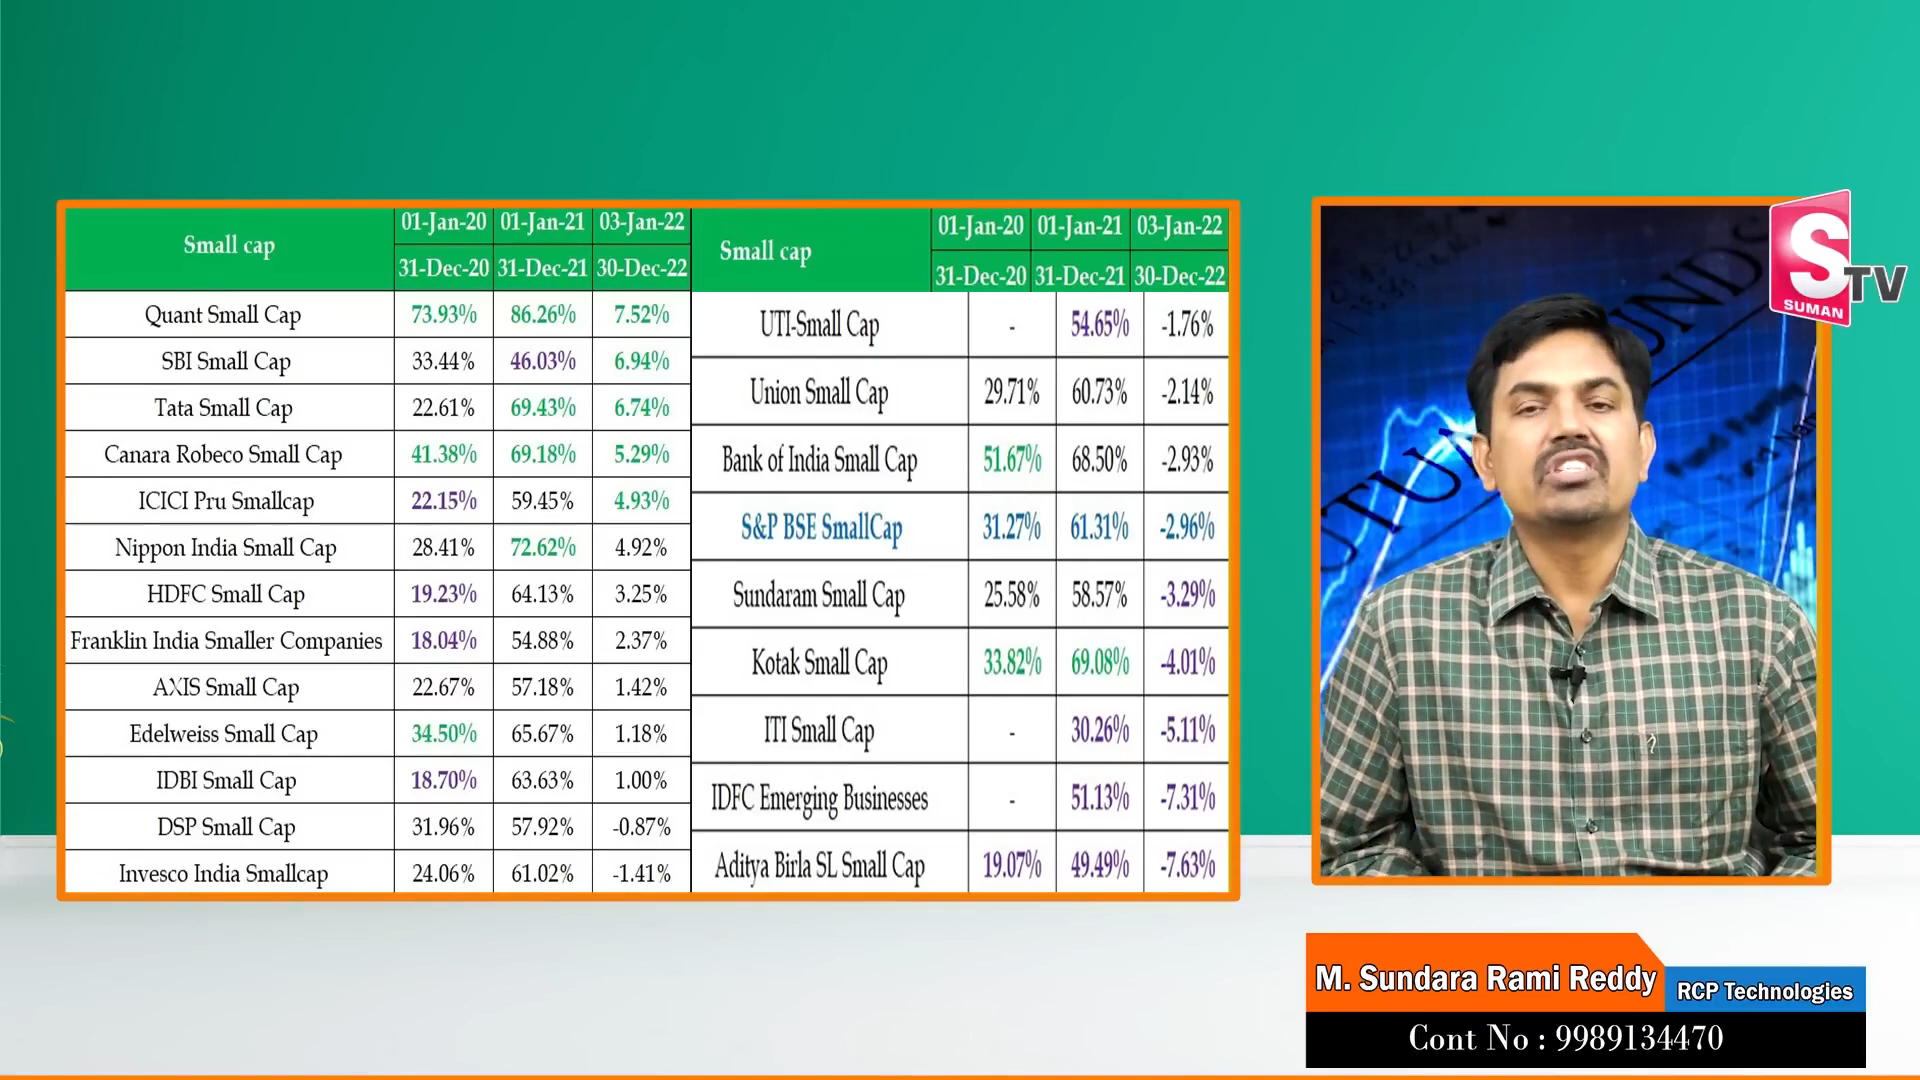 Small cap 01-Jan-20 01-Jan-21 03-Jan-22
31-Dec-20 31-Dec-21 30-Dec-22
Quant Small Cap 73.93% 86.26% 7.52%
SBI Small Cap 33.44% 46.03% 6.94%
Tata Small Cap 22.61% 69.43% 6.74%
Canara Robeco Small Cap 41.38% 69.18% 5.29%
ICICI Pru Smallcap 22.15% 59.45% 4.93%
Nippon India Small Cap 28.41% 72.62% 4.92%
HDFC Small Cap 19.23% 64.13% 3.25%
Franklin India Smaller Companies 18.04% 54.88% 2.37%
AXIS Small Cap 22.67% 57.18% 1.42%
Edelweiss Small Cap 34.50% 65.67% 1.18%
IDBI Small Cap 18.70% 63.63% 1.00%
DSP Small Cap 31.96% 57.92% -0.87%
Invesco India Smallcap 24.06% 61.02% -1.41%
Small cap 01-Jan-20 01-Jan-21 03-Jan-22
31-Dec-20 31-Dec-21 30-Dec-22
UTI-Small Cap - 54.65% -1.76%
Union Small Cap 29.71% 60.73% -2.14%
Bank of India Small Cap 51.67% 68.50% -2.93%
S&P BSE SmallCap 31.27% 61.31% -2.96%
Sundaram Small Cap 25.58% 58.57% -3.29%
Kotak Small Cap 33.82% 69.08% -4.01%
ITI Small Cap - 30.26% -5.11%
IDFC Emerging Businesses - 51.13% -7.31%
Aditya Birla SL Small Cap 19.07% 49.49% -7.63%
S TV
SUMAN
M. Sundara Rami Reddy
RCP Technologies
Cont No : 9989134470